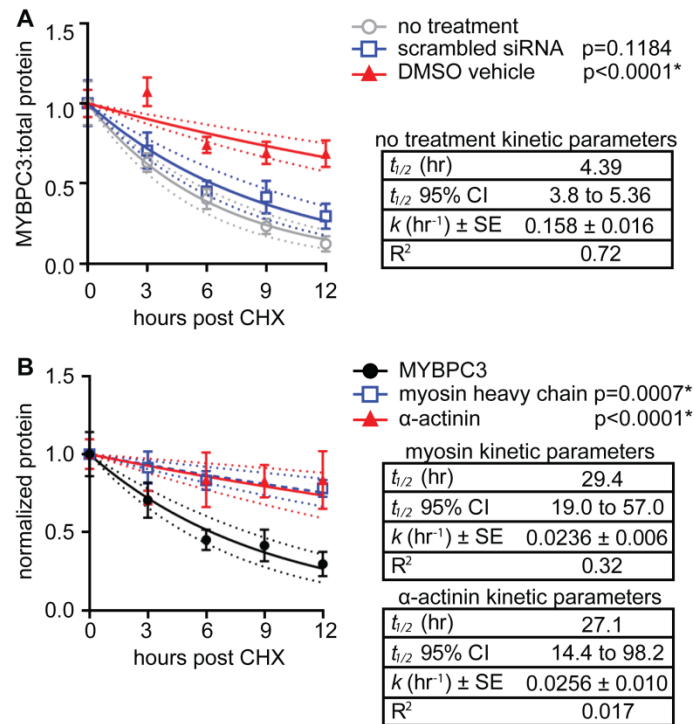 A
1.5
1.0
0.5
0.0
MYBPC3:total protein
0
3
6
9
12
hours post CHX
no treatment
scrambled siRNA p=0.1184
DMSO vehicle p<0.0001*
no treatment kinetic parameters
t1/2 (hr) 4.39
t1/2 95% CI 3.8 to 5.36
k (hr⁻¹) ± SE 0.158 ± 0.016
R² 0.72
B
1.5
1.0
0.5
0.0
normalized protein
0
3
6
9
12
hours post CHX
MYBPC3
myosin heavy chain p=0.0007*
α-actinin p<0.0001*
myosin kinetic parameters
t1/2 (hr) 29.4
t1/2 95% CI 19.0 to 57.0
k (hr⁻¹) ± SE 0.0236 ± 0.006
R² 0.32
α-actinin kinetic parameters
t1/2 (hr) 27.1
t1/2 95% CI 14.4 to 98.2
k (hr⁻¹) ± SE 0.0256 ± 0.010
R² 0.017